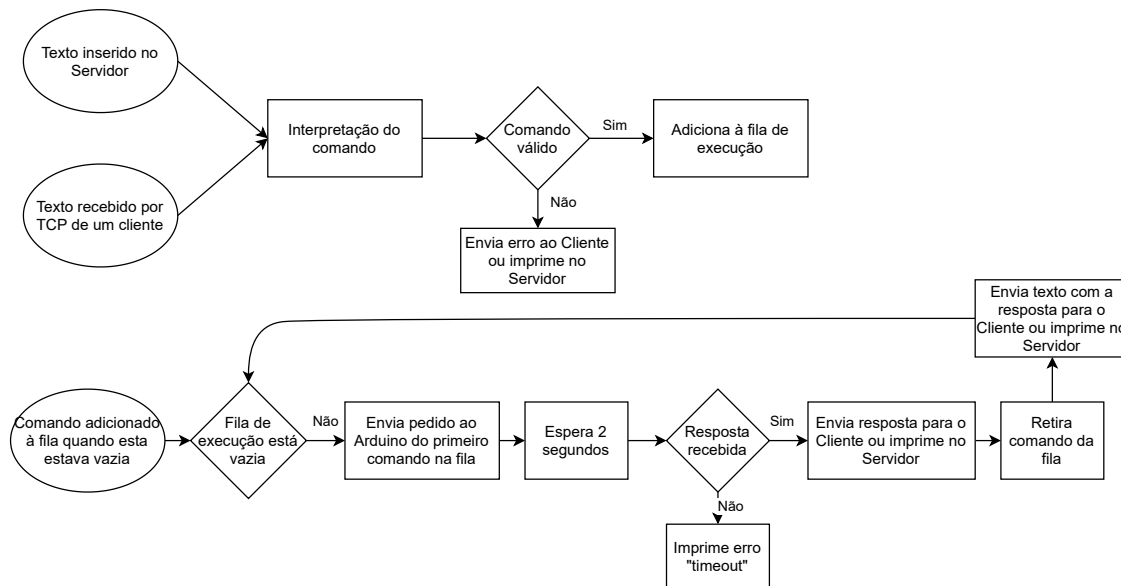 Texto inserido no
Servidor
Interpretação do
comando
Comando
válido
Sim
Adiciona à fila de
execução
Texto recebido por
TCP de um cliente
Não
Envia erro ao Cliente
ou imprime no
Servidor
Envia texto com a
resposta para o
Cliente ou imprime no
Servidor
Comando adicionado
à fila quando esta
estava vazia
Fila de
execução está
vazia
Não
Envia pedido ao
Arduino do primeiro
comando na fila
Espera 2
segundos
Resposta
recebida
Sim
Envia resposta para o
Cliente ou imprime no
Servidor
Retira
comando da
fila
Não
Imprime erro
"timeout"